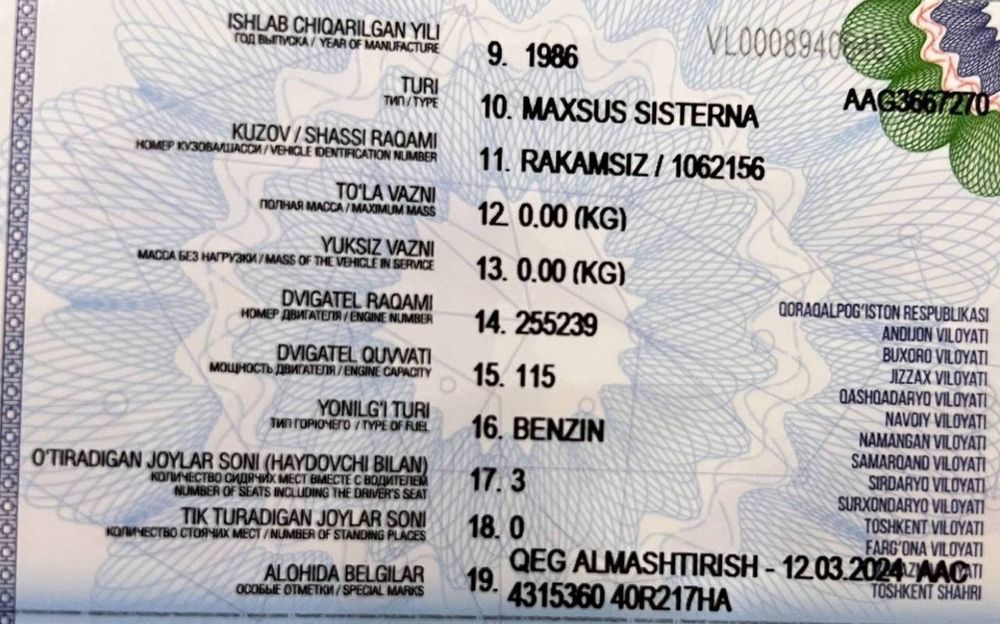 ISHLAB CHIQARILGAN YILI
ГОД ВЫПУСКА / YEAR OF MANUFACTURE
9. 1986
VL0008940
TURI
ТИП / TYPE
10. MAXSUS SISTERNA
AAG3667270
KUZOV / SHASSI RAQAMI
НОМЕР КУЗОВА/ШАССИ / VEHICLE IDENTIFICATION NUMBER
11. RAKAMSIZ / 1062156
TO'LA VAZNI
ПОЛНАЯ МАССА / MAXIMUM MASS
12. 0.00 (KG)
YUKSIZ VAZNI
МАССА БЕЗ НАГРУЗКИ / MASS OF THE VEHICLE IN SERVICE
13. 0.00 (KG)
DVIGATEL RAQAMI
НОМЕР ДВИГАТЕЛЯ / ENGINE NUMBER
14. 255239
DVIGATEL QUVVATI
МОЩНОСТЬ ДВИГАТЕЛЯ / ENGINE CAPACITY
15. 115
YONILG'I TURI
ТИП ГОРЮЧЕГО / TYPE OF FUEL
16. BENZIN
O'TIRADIGAN JOYLAR SONI (HAYDOVCHI BILAN)
КОЛИЧЕСТВО СИДЯЧИХ МЕСТ ВМЕСТЕ С ВОДИТЕЛЕМ
NUMBER OF SEATS INCLUDING THE DRIVER'S SEAT
17. 3
TIK TURADIGAN JOYLAR SONI
КОЛИЧЕСТВО СТОЯЧИХ МЕСТ / NUMBER OF STANDING PLACES
18. 0
ALOHIDA BELGILAR
ОСОБЫЕ ОТМЕТКИ / SPECIAL MARKS
19. QEG ALMASHTIRISH - 12.03.2024 AAC
4315360 40R217HA
QORAQALPOG'ISTON RESPUBLIKASI
ANDIJON VILOYATI
BUXORO VILOYATI
JIZZAX VILOYATI
QASHQADARYO VILOYATI
NAVOIY VILOYATI
NAMANGAN VILOYATI
SAMARQAND VILOYATI
SIRDARYO VILOYATI
SURXONDARYO VILOYATI
TOSHKENT VILOYATI
FARG'ONA VILOYATI
TOSHKENT SHAHRI